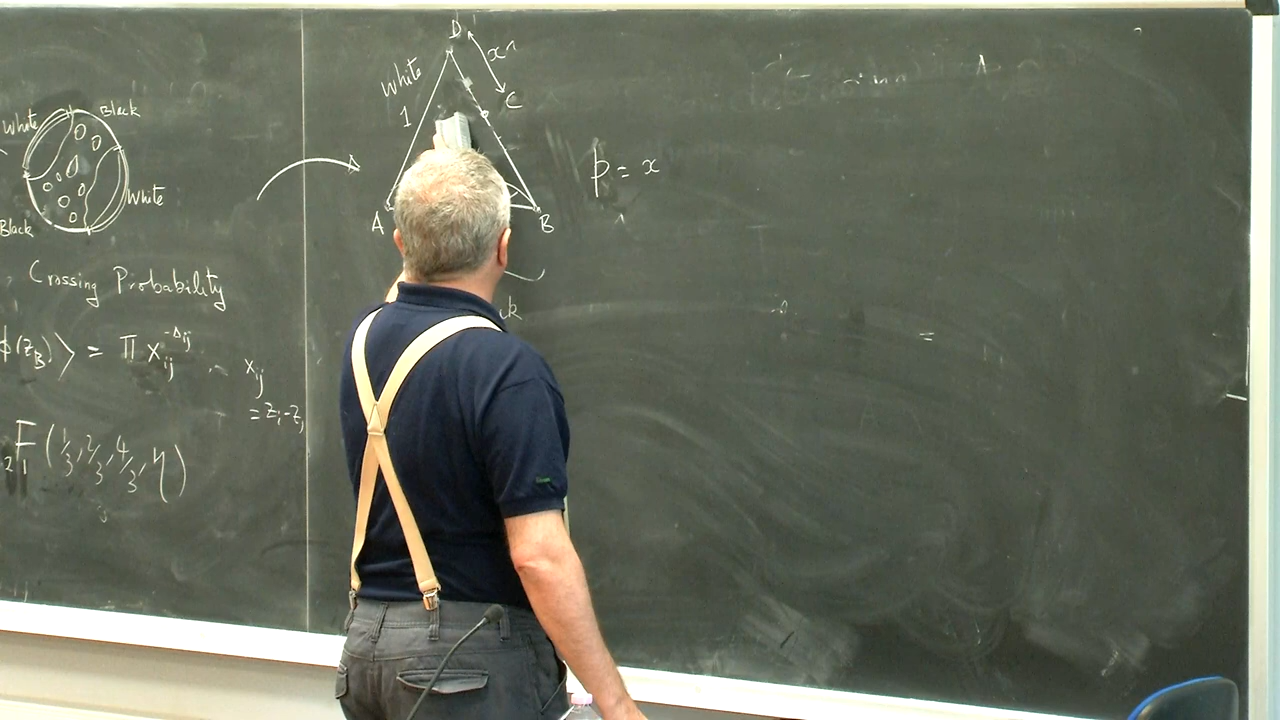 White
Black
White
Black
Crossing Probability
ϕ(z_B)⟩ = Π x_ij^{-Δij}
x_ij
= z_i - z_j
₂F₁ (1/3, 2/3, 4/3, η)
D
White
x
1
C
A
B
p = x